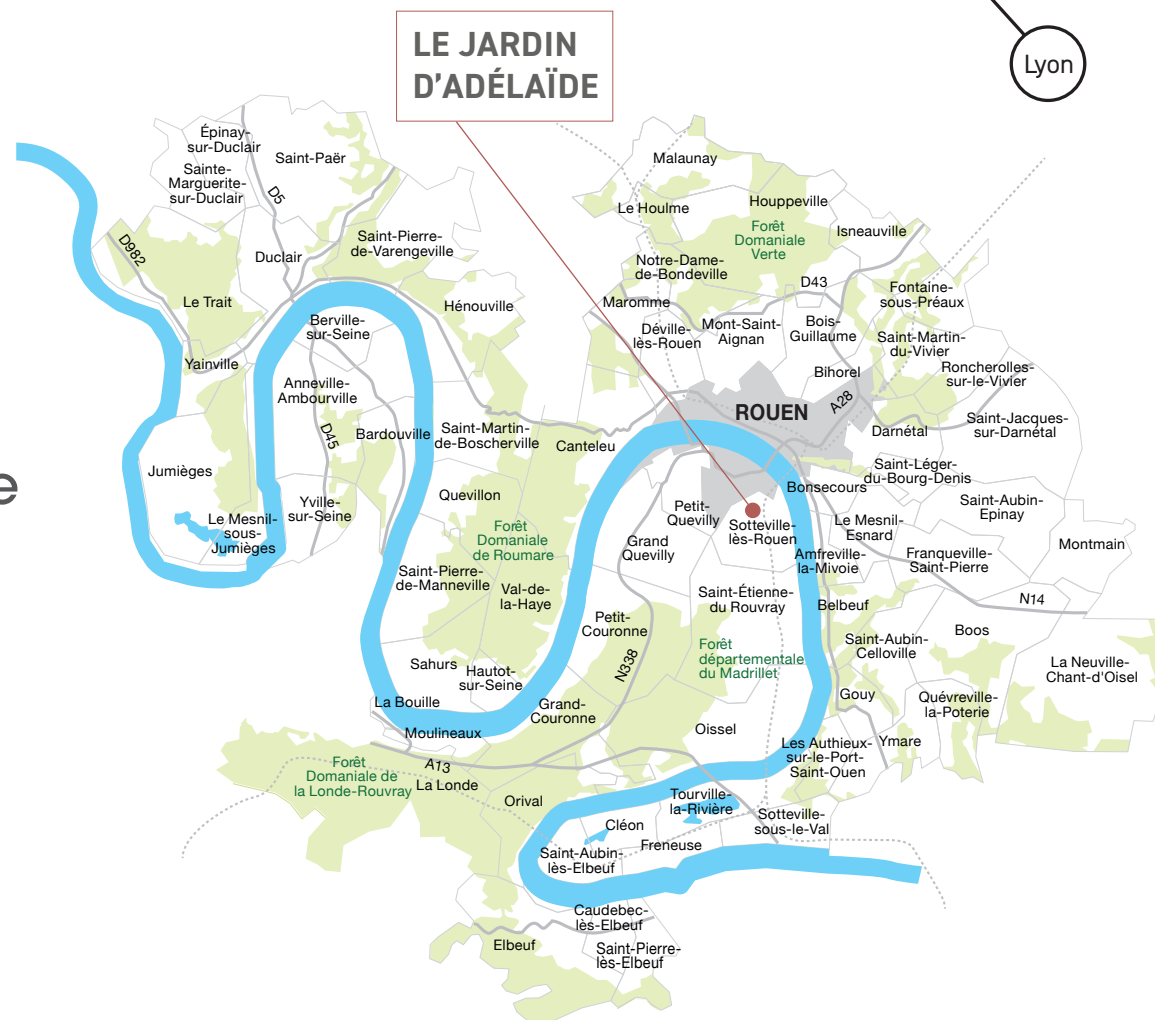 LE JARDIN
D'ADÉLAÏDE
Lyon
e
Épinay-
sur-Duclair
Saint-Paër
Sainte-
Marguerite-
sur-Duclair
D5
D982
Duclair
Saint-Pierre-
de-Varengeville
Le Trait
Hénouville
Berville-
sur-Seine
Yainville
Anneville-
Ambourville
D45
Bardouville
Saint-Martin-
de-Boscherville
Canteleu
Jumièges
Quevillon
Yville-
sur-Seine
Le Mesnil-
sous-
Jumièges
Forêt
Domaniale
de Roumare
Saint-Pierre-
de-Manneville
Val-de-
la-Haye
Sahurs
Hautot-
sur-Seine
La Bouille
Moulineaux
Malaunay
Le Houlme
Houppeville
Forêt
Domaniale
Verte
Isneauville
Notre-Dame-
de-Bondeville
D43
Fontaine-
sous-Préaux
Maromme
Déville-
lès-Rouen
Mont-Saint-
Aignan
Bois-
Guillaume
Saint-Martin-
du-Vivier
Bihorel
Roncherolles-
sur-le-Vivier
ROUEN
A28
Darnétal
Saint-Jacques-
sur-Darnétal
Saint-Léger-
du-Bourg-Denis
Bonsecours
Petit-
Quevilly
Sotteville-
lès-Rouen
Le Mesnil-
Esnard
Saint-Aubin-
Epinay
Grand
Quevilly
Amfreville-
la-Mivoie
Franqueville-
Saint-Pierre
Montmain
Saint-Étienne-
du Rouvray
Belbeuf
N14
Petit-
Couronne
N338
Forêt
départementale
du Madrillet
Saint-Aubin-
Celloville
Boos
La Neuville-
Chant-d'Oisel
Gouy
Quévreville-
la-Poterie
Grand-
Couronne
Oissel
Les Authieux-
sur-le-Port-
Saint-Ouen
Ymare
A13
Forêt
Domaniale de
la Londe-Rouvray
La Londe
Orival
Tourville-
la-Rivière
Sotteville-
sous-le-Val
Cléon
Freneuse
Saint-Aubin-
lès-Elbeuf
Caudebec-
lès-Elbeuf
Elbeuf
Saint-Pierre-
lès-Elbeuf